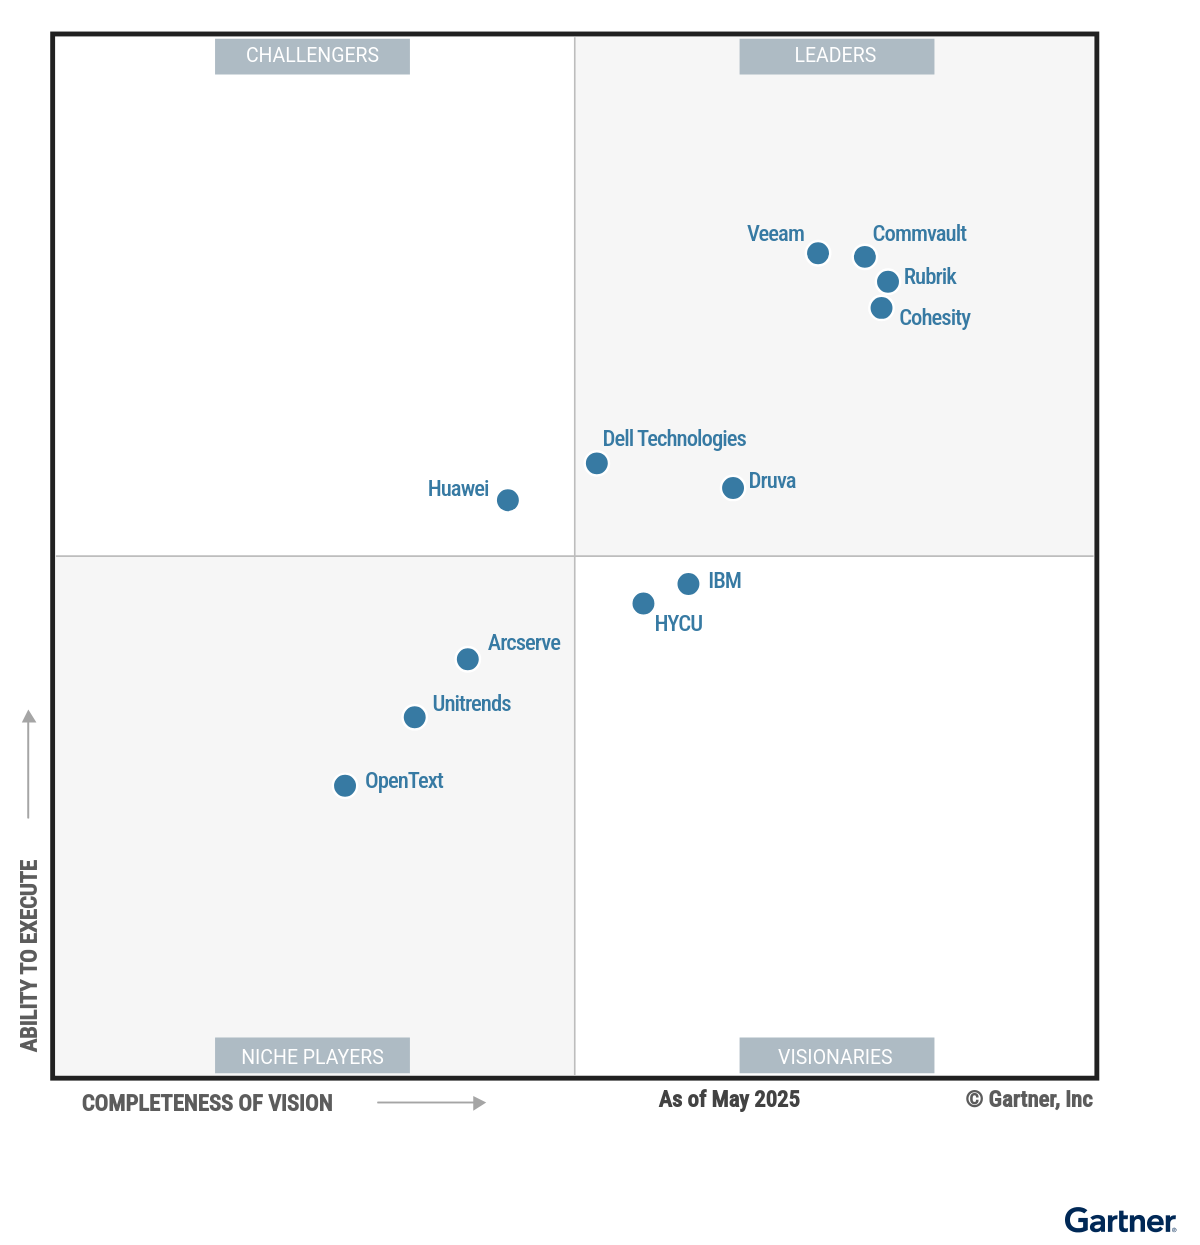 CHALLENGERS
LEADERS
Veeam
Commvault
Rubrik
Cohesity
Dell Technologies
Druva
Huawei
IBM
HYCU
Arcserve
Unitrends
OpenText
ABILITY TO EXECUTE
NICHE PLAYERS
VISIONARIES
COMPLETENESS OF VISION
As of May 2025
© Gartner, Inc
Gartner®